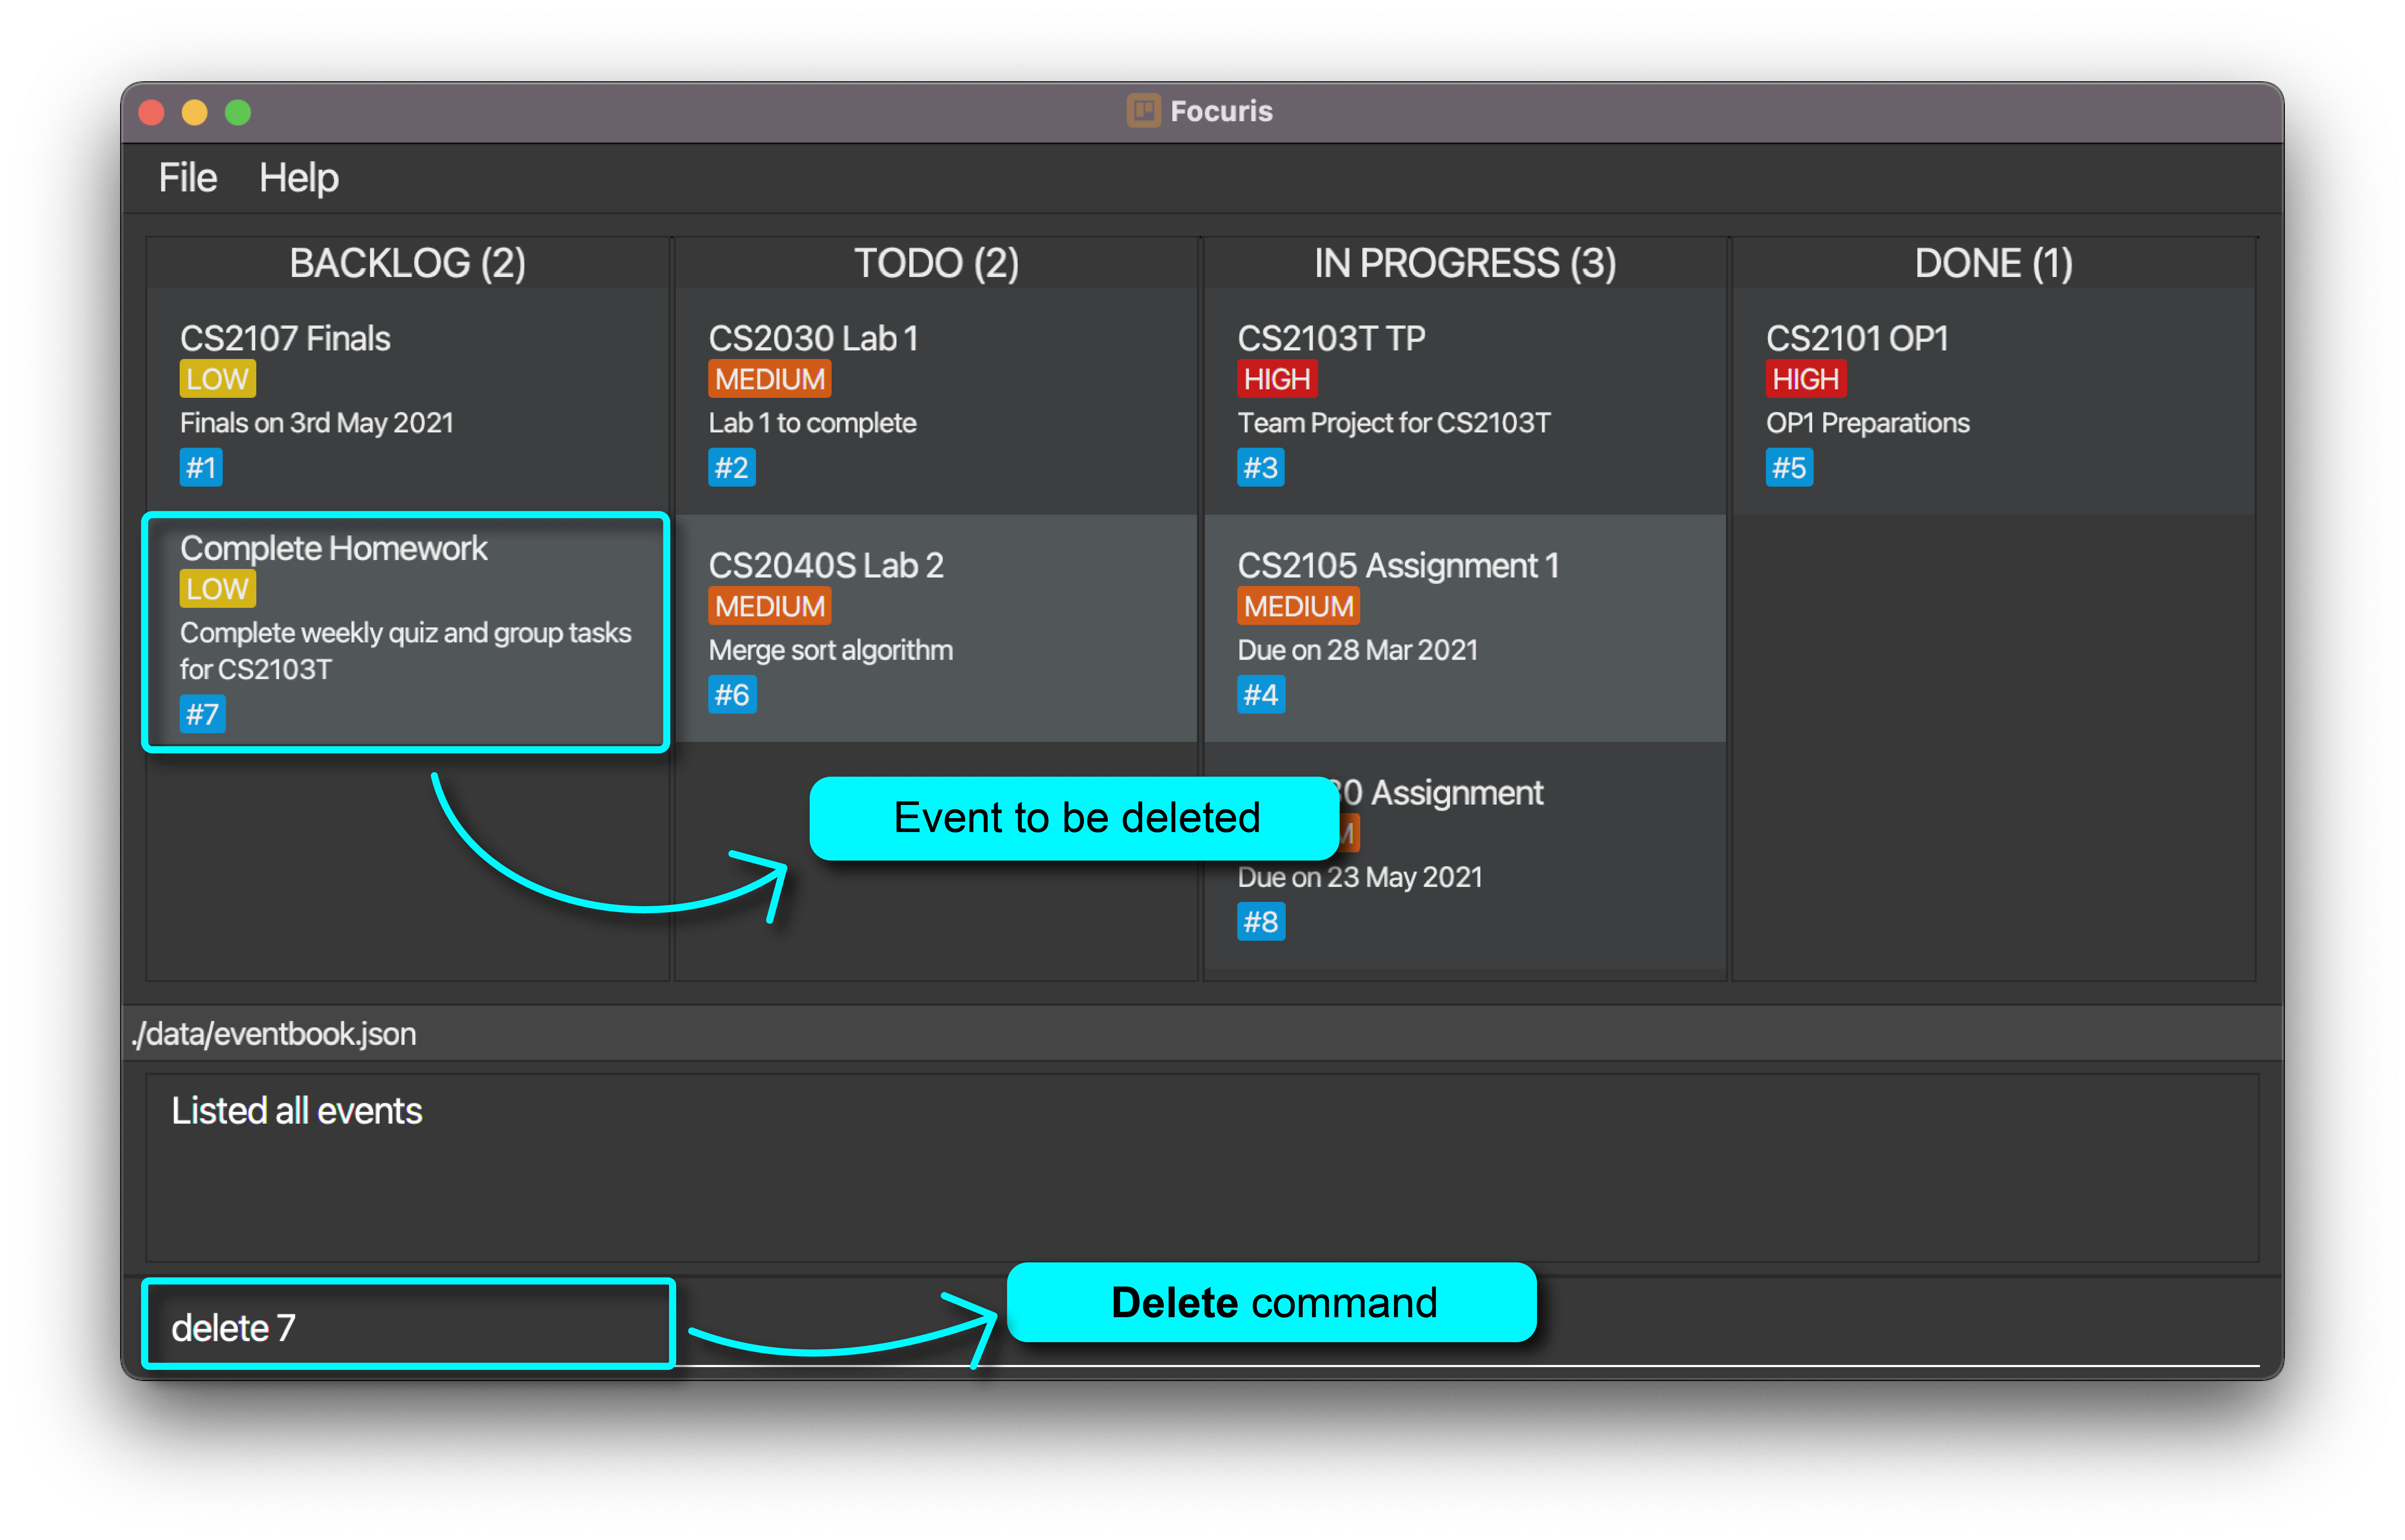 Focuris
File Help
BACKLOG (2)
CS2107 Finals
LOW
Finals on 3rd May 2021
#1
Complete Homework
LOW
Complete weekly quiz and group tasks
for CS2103T
#7
TODO (2)
CS2030 Lab 1
MEDIUM
Lab 1 to complete
#2
CS2040S Lab 2
MEDIUM
Merge sort algorithm
#6
IN PROGRESS (3)
CS2103T TP
HIGH
Team Project for CS2103T
#3
CS2105 Assignment 1
MEDIUM
Due on 28 Mar 2021
#4
Assignment
Due on 23 May 2021
#8
DONE (1)
CS2101 OP1
HIGH
OP1 Preparations
#5
Event to be deleted
./data/eventbook.json
Listed all events
delete 7
Delete command